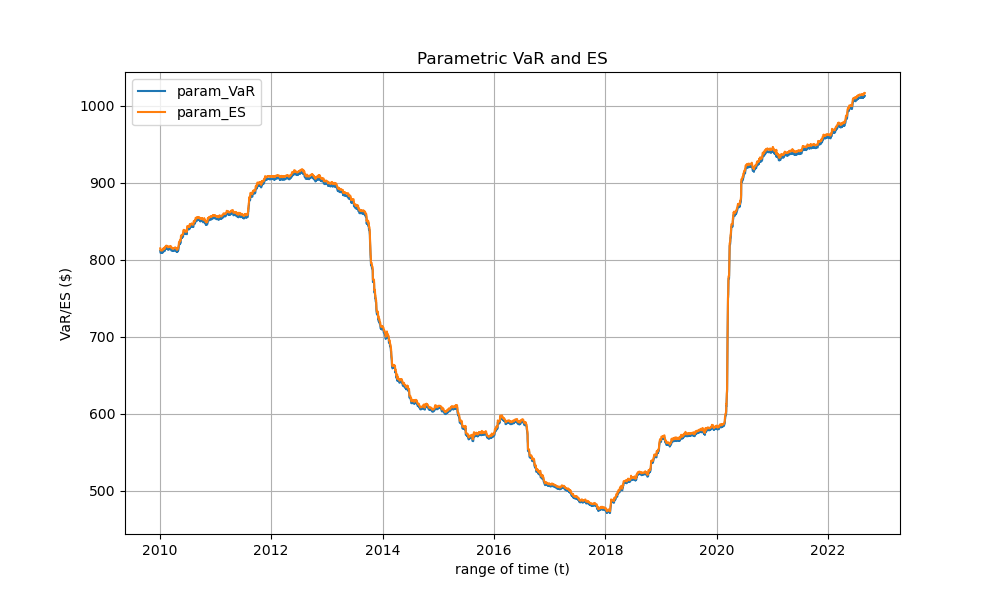 Parametric VaR and ES
param_VaR
param_ES
VaR/ES ($)
1000
900
800
700
600
500
2010 2012 2014 2016 2018 2020 2022
range of time (t)